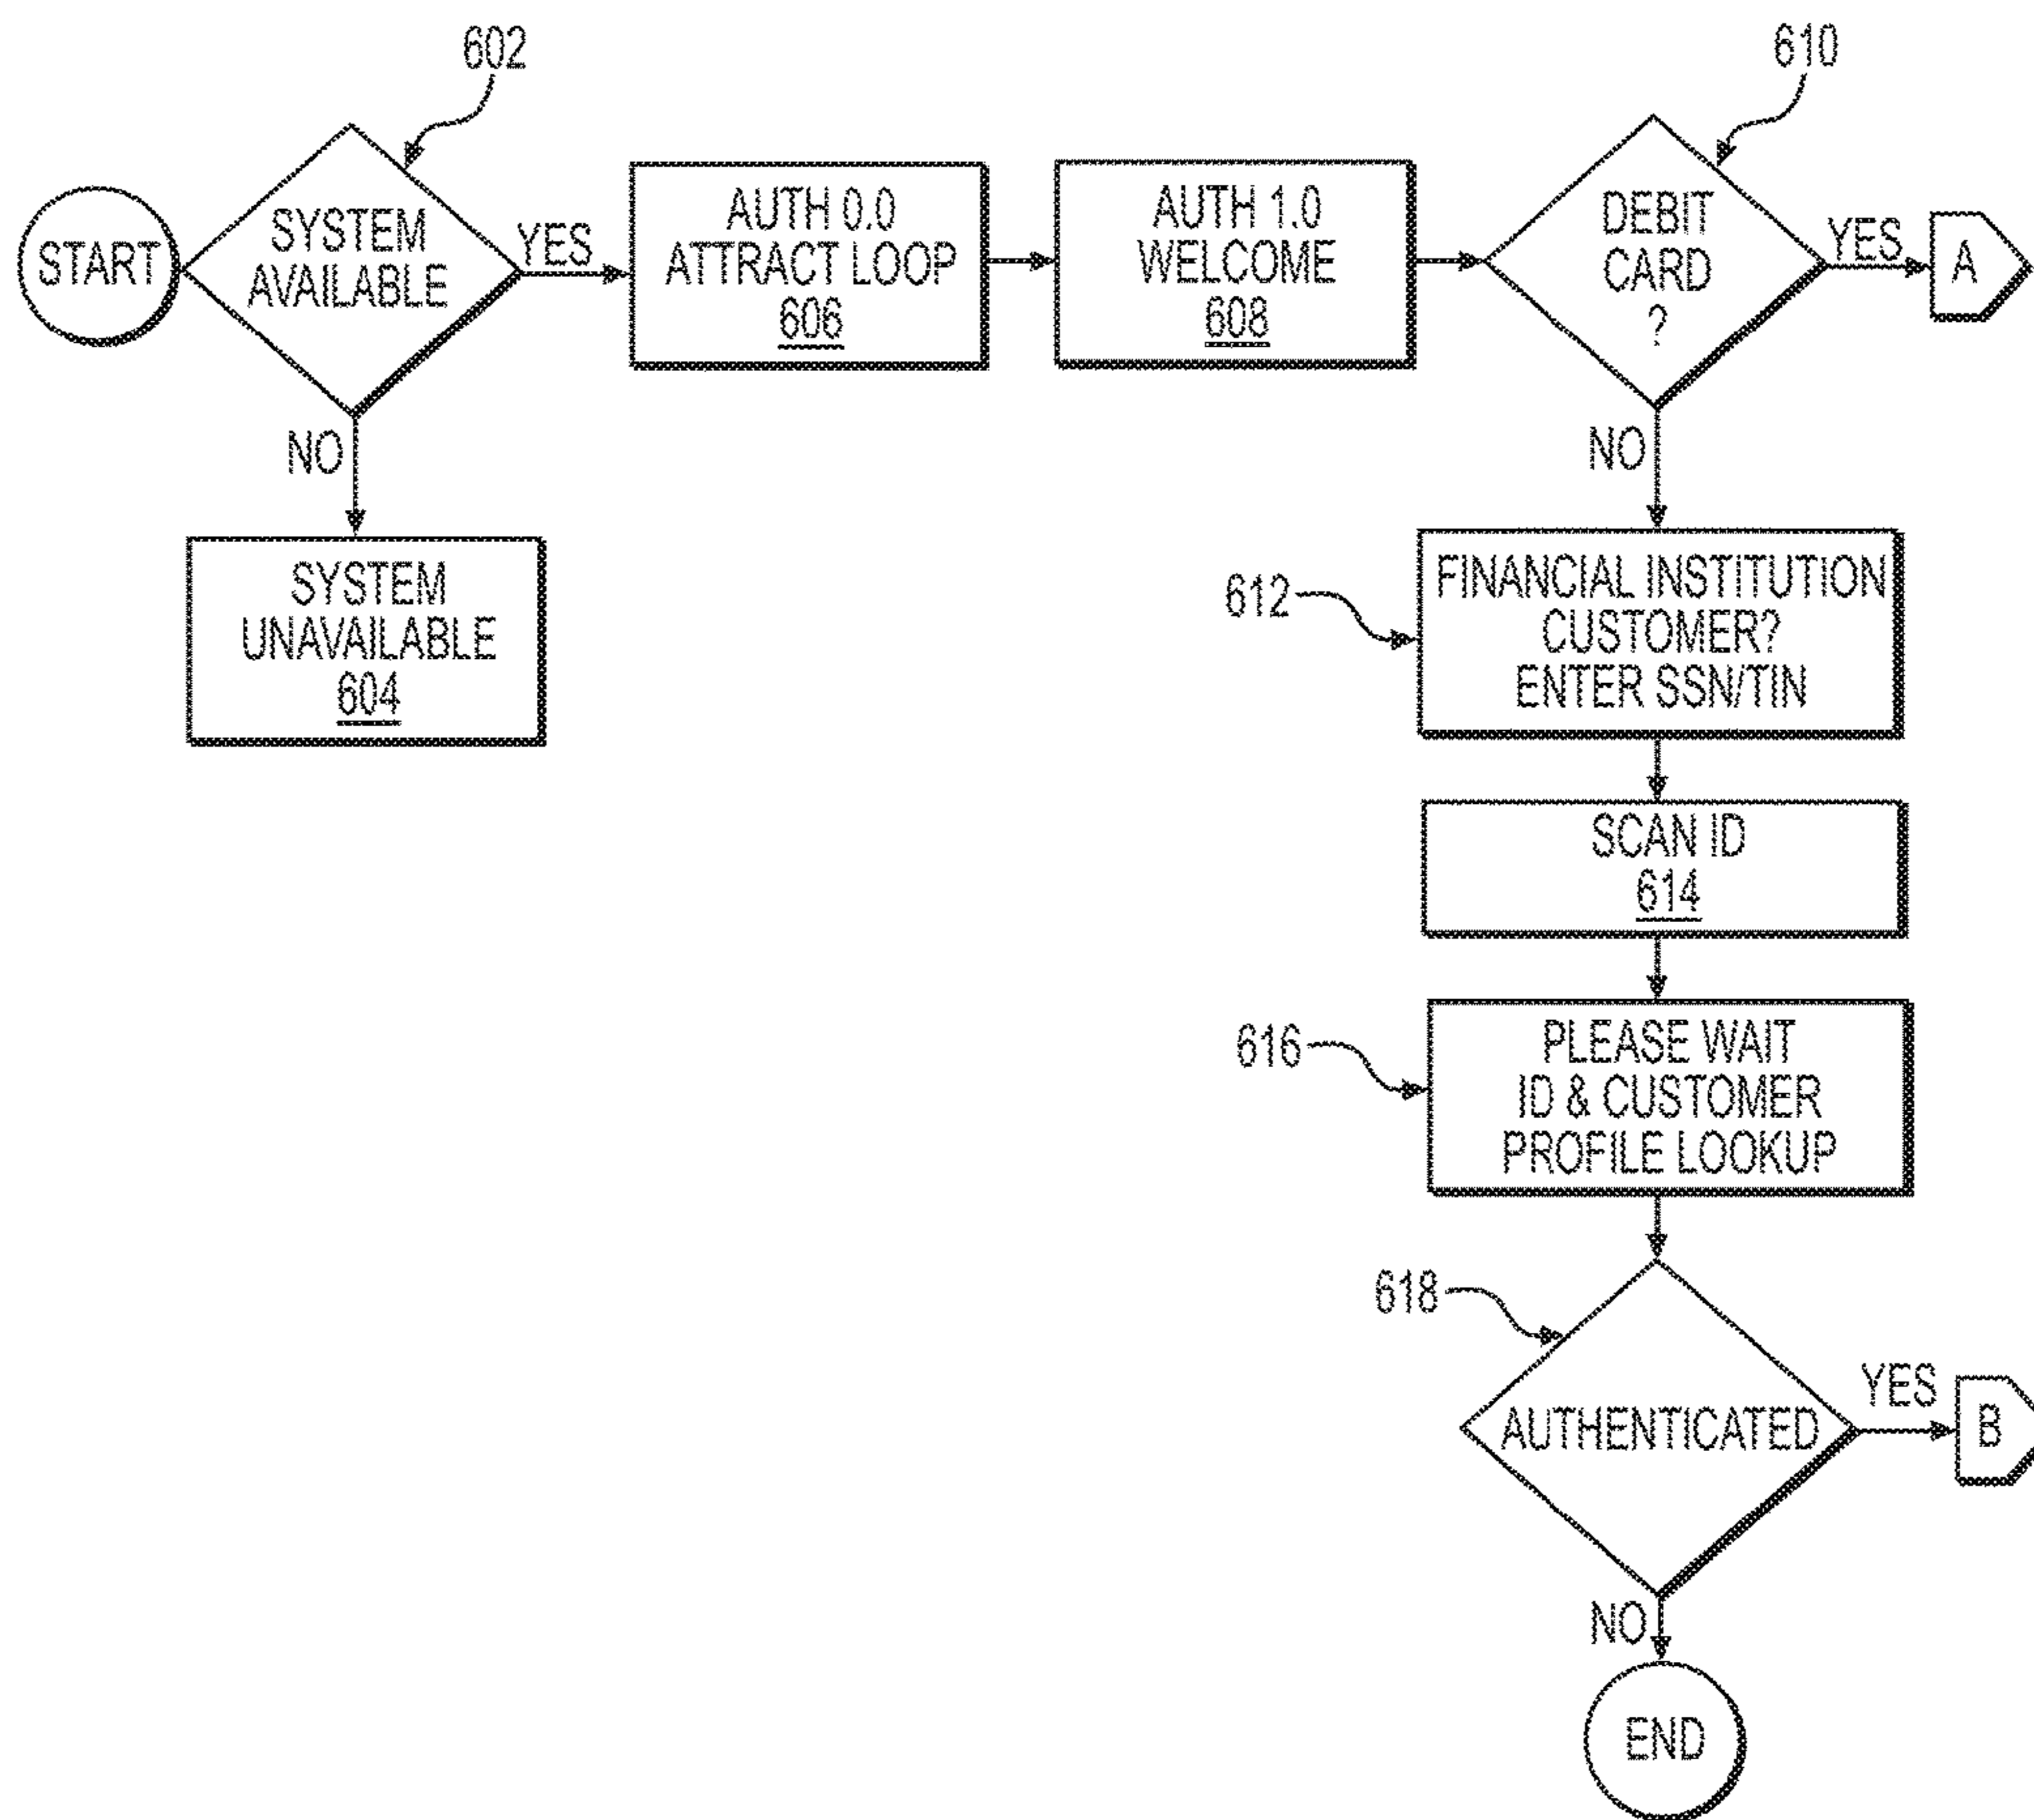 602
610
START
SYSTEM
AVAILABLE
YES
AUTH 0.0
ATTRACT LOOP
606
AUTH 1.0
WELCOME
608
DEBIT
CARD
?
YES
A
NO
NO
SYSTEM
UNAVAILABLE
604
612
FINANCIAL INSTITUTION
CUSTOMER?
ENTER SSN/TIN
SCAN ID
614
616
PLEASE WAIT
ID & CUSTOMER
PROFILE LOOKUP
618
AUTHENTICATED
YES
B
NO
END